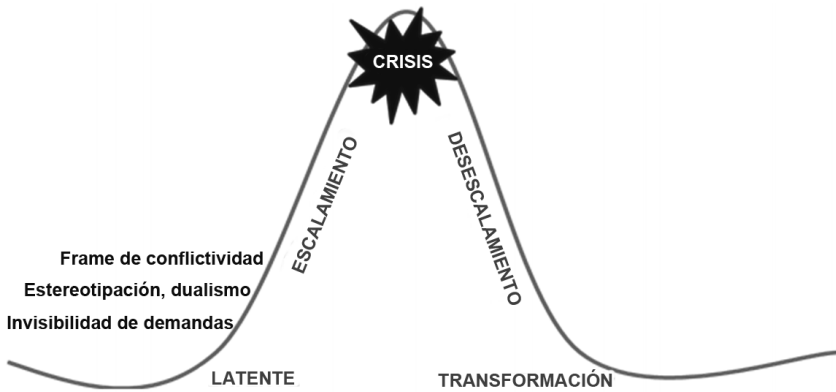 CRISIS
ESCALAMIENTO
DESESCALAMIENTO
Frame de conflictividad
Estereotipación, dualismo
Invisibilidad de demandas
LATENTE
TRANSFORMACIÓN